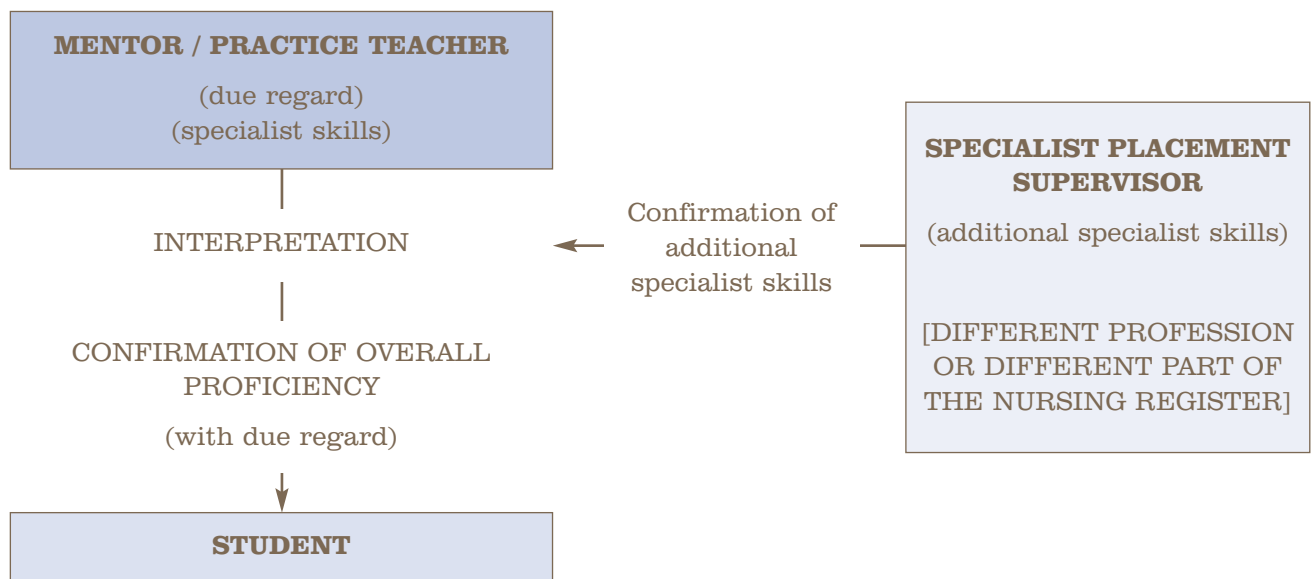 MENTOR / PRACTICE TEACHER
(due regard)
(specialist skills)
INTERPRETATION
CONFIRMATION OF OVERALL
PROFICIENCY
(with due regard)
STUDENT
Confirmation of
additional
specialist skills
SPECIALIST PLACEMENT
SUPERVISOR
(additional specialist skills)
[DIFFERENT PROFESSION
OR DIFFERENT PART OF
THE NURSING REGISTER]